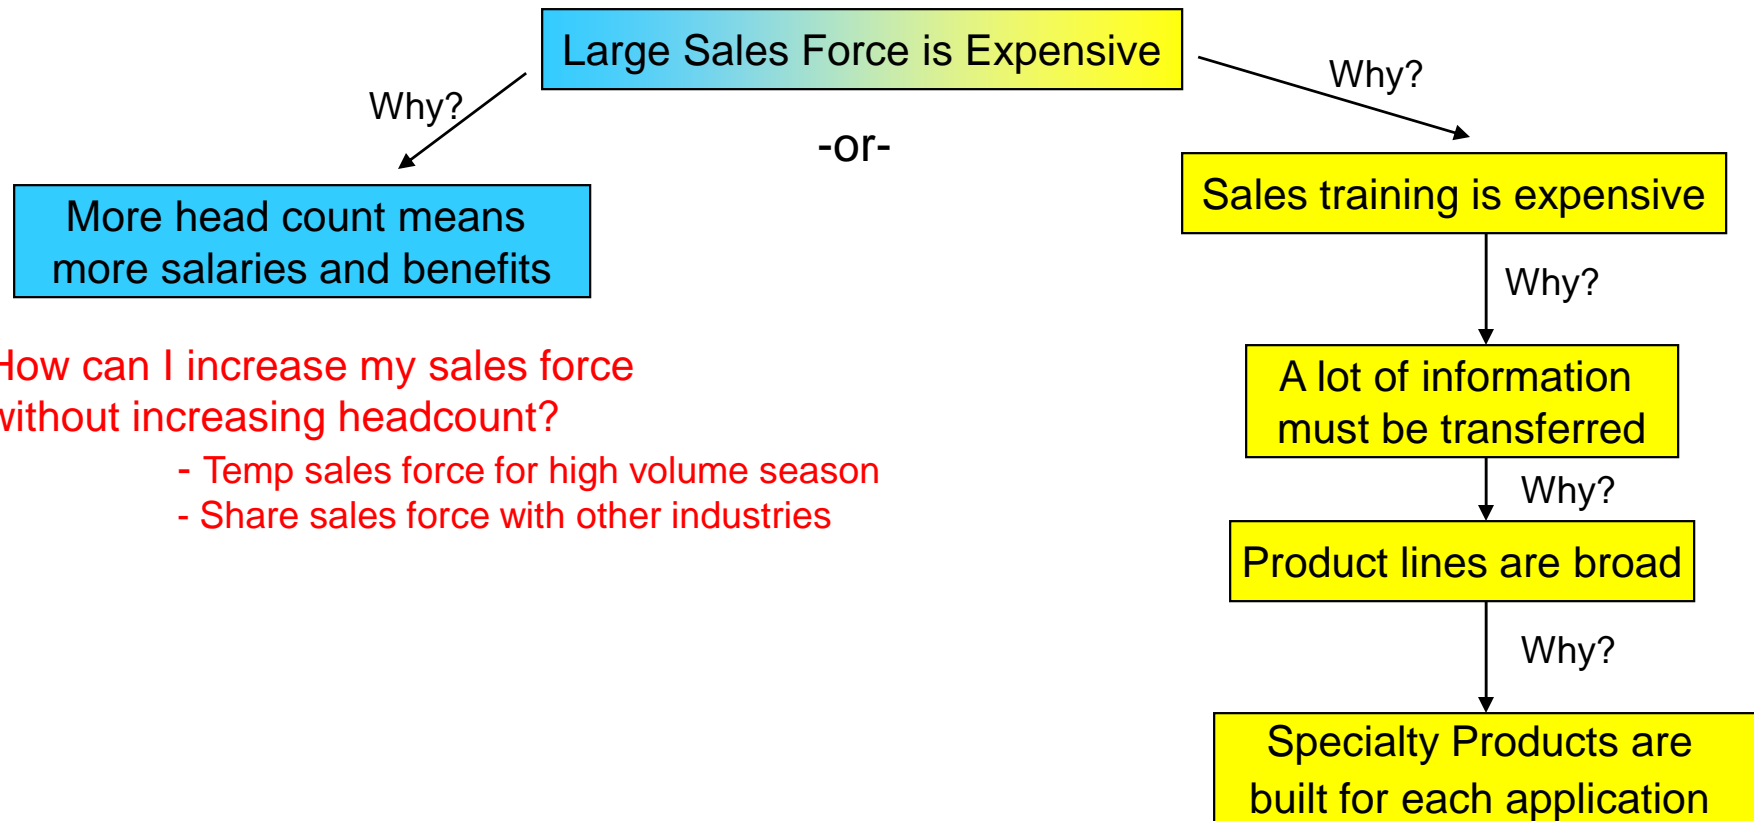 Large Sales Force is Expensive
Why?
Why?
-or-
More head count means
more salaries and benefits
Sales training is expensive
Why?
How can I increase my sales force
without increasing headcount?
- Temp sales force for high volume season
- Share sales force with other industries
A lot of information
must be transferred
Why?
Product lines are broad
Why?
Specialty Products are
built for each application